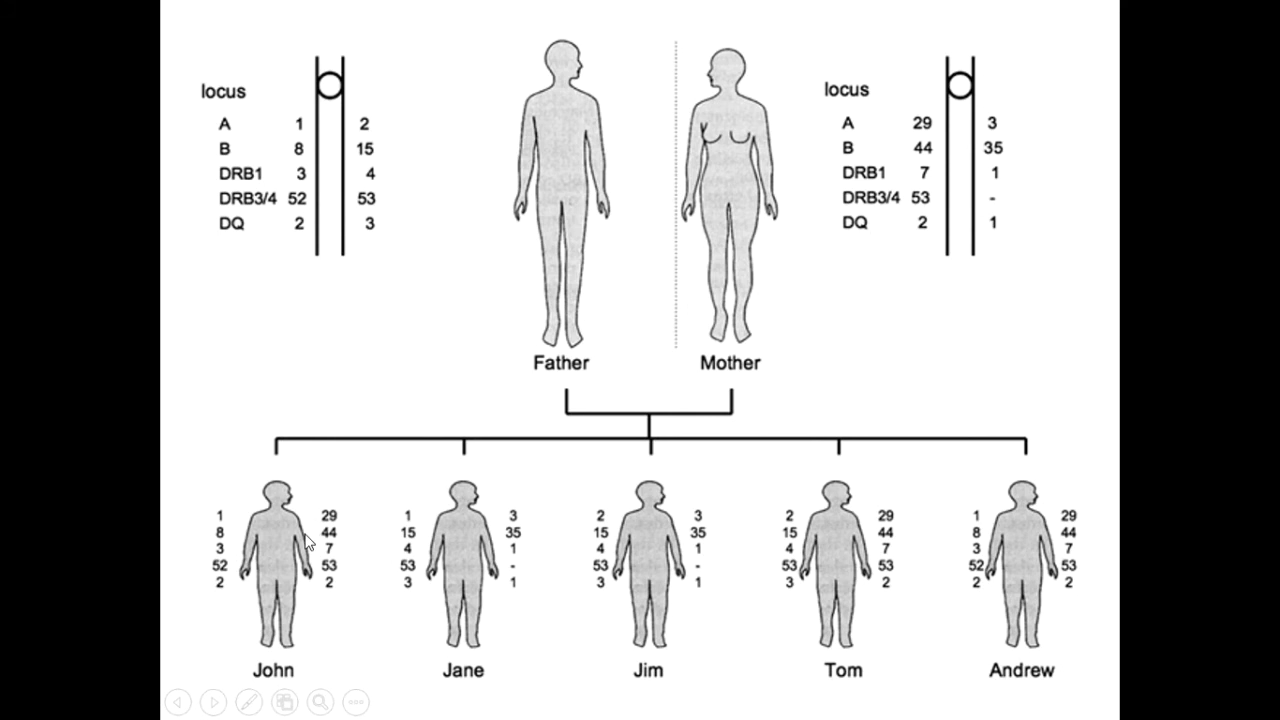 locus
A 1 2
B 8 15
DRB1 3 4
DRB3/4 52 53
DQ 2 3
locus
A 29 3
B 44 35
DRB1 7 1
DRB3/4 53 -
DQ 2 1
Father
Mother
1 29
8 44
3 7
52 53
2 2
John
1 3
15 35
4 1
53 -
3 1
Jane
2 3
15 35
4 1
53 -
3 1
Jim
2 29
15 44
4 7
53 53
3 2
Tom
1 29
8 44
3 7
52 53
2 2
Andrew